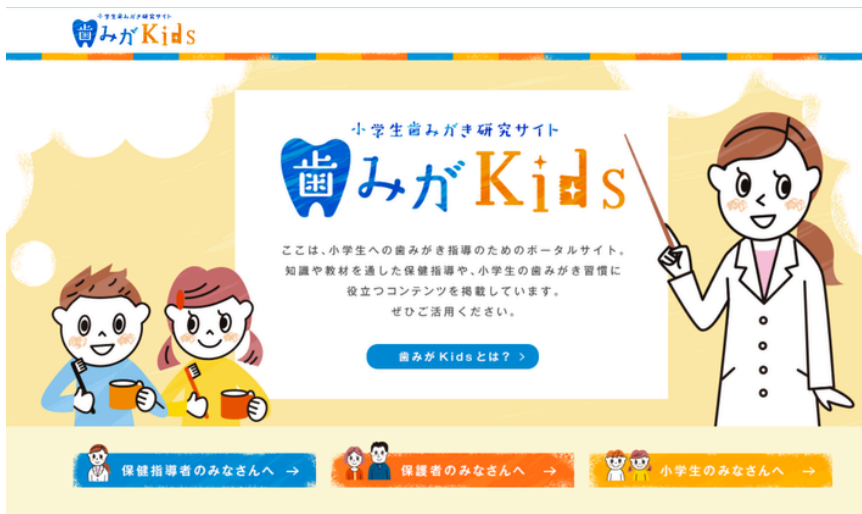 小学生歯みがき研究サイト
歯みがKids
小学生歯みがき研究サイト
歯みがKids
ここは、小学生への歯みがき指導のためのポータルサイト。
知識や教材を通した保健指導や、小学生の歯みがき習慣に
役立つコンテンツを掲載しています。
ぜひご活用ください。
歯みがKidsとは？ >
保健指導者のみなさんへ →
保護者のみなさんへ →
小学生のみなさんへ →